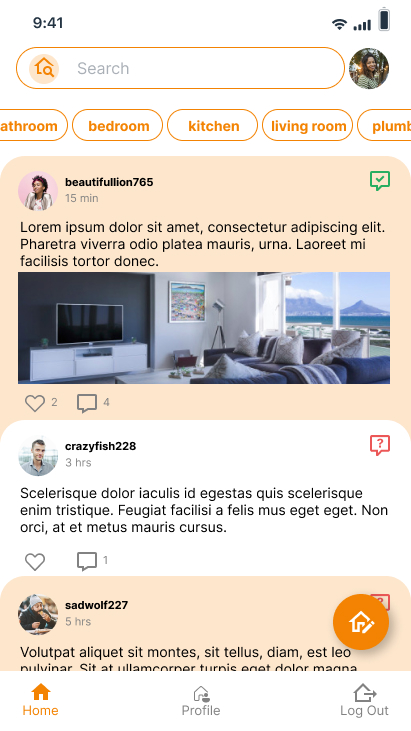 9:41
Search
athroom bedroom kitchen living room plumb
beautifullion765
15 min
Lorem ipsum dolor sit amet, consectetur adipiscing elit.
Pharetra viverra odio platea mauris, urna. Laoreet mi
facilisis tortor donec.
2 4
crazyfish228
3 hrs
Scelerisque dolor iaculis id egestas quis scelerisque
enim tristique. Feugiat facilisi a felis mus eget eget. Non
orci, at et metus mauris cursus.
1
sadwolf227
5 hrs
Volutpat aliquet sit montes, sit tellus, diam, est leo
pulvinar. Sit at ullamcorper turpis eget dolor magna
Home Profile Log Out